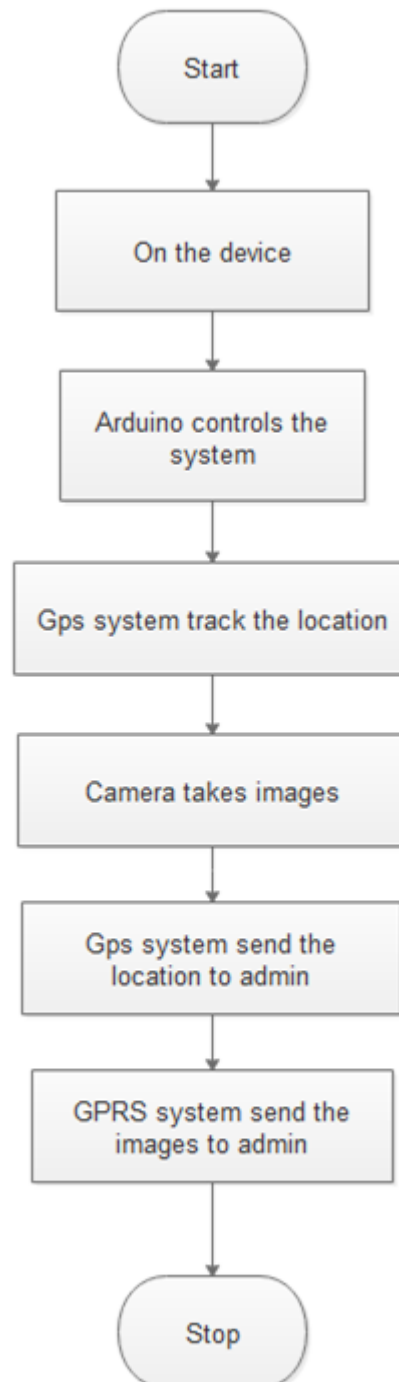 Start
On the device
Arduino controls the
system
Gps system track the location
Camera takes images
Gps system send the
location to admin
GPRS system send the
images to admin
Stop